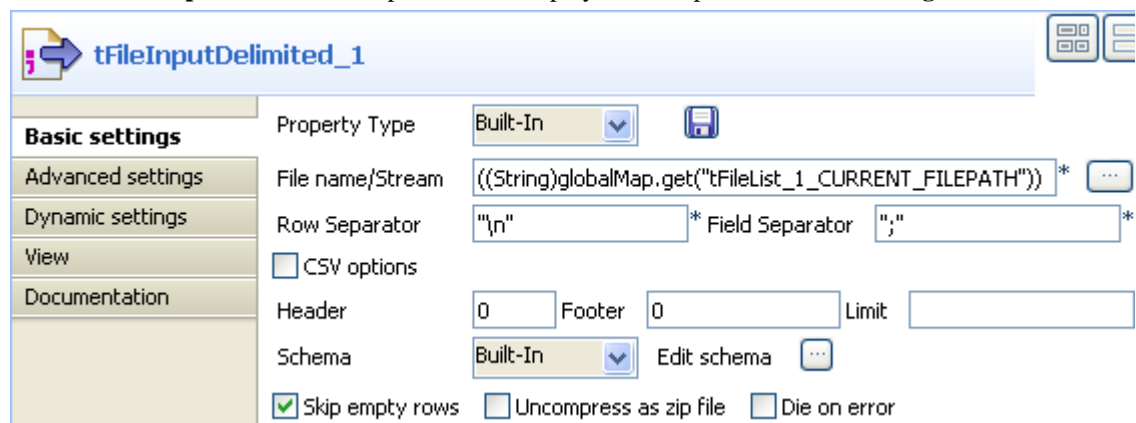 tFileInputDelimited_1
Basic settings
Advanced settings
Dynamic settings
View
Documentation
Property Type Built-In
File name/Stream ((String)globalMap.get("tFileList_1_CURRENT_FILEPATH")) * ...
Row Separator "\n" * Field Separator ";" *
CSV options
Header 0 Footer 0 Limit
Schema Built-In Edit schema ...
Skip empty rows Uncompress as zip file Die on error